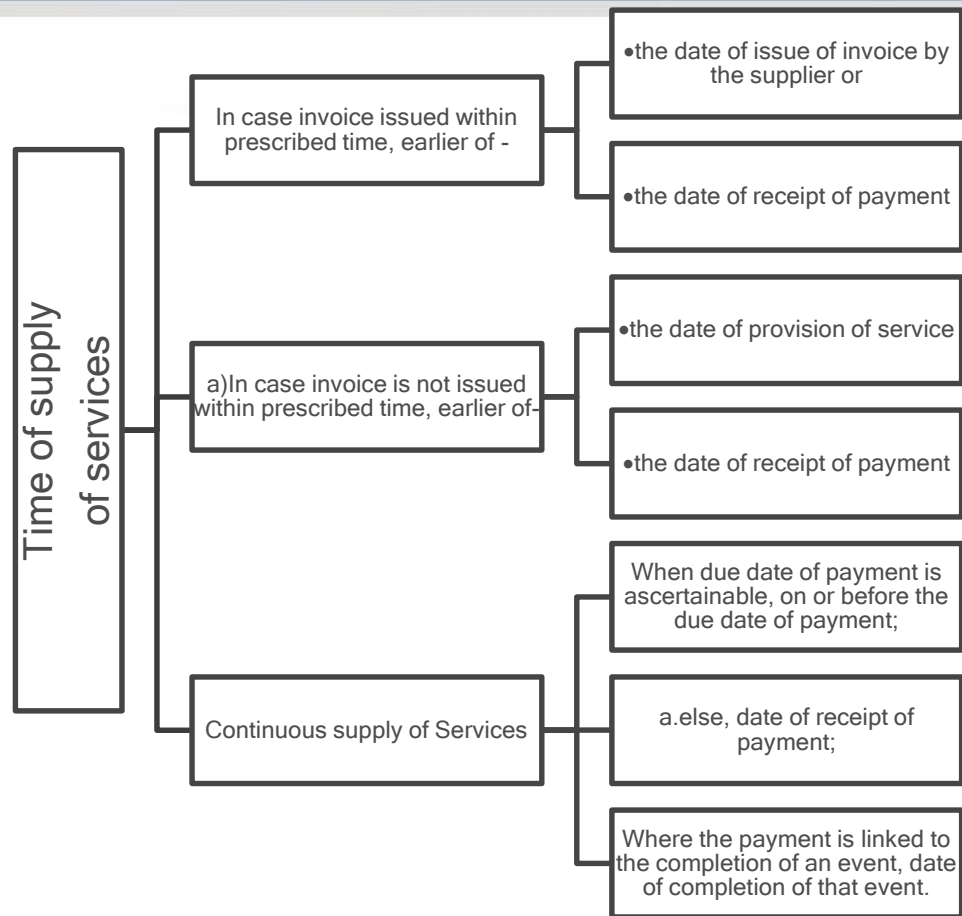 Time of supply
of services
In case invoice issued within
prescribed time, earlier of -
•the date of issue of invoice by
the supplier or
•the date of receipt of payment
a)In case invoice is not issued
within prescribed time, earlier of-
•the date of provision of service
•the date of receipt of payment
Continuous supply of Services
When due date of payment is
ascertainable, on or before the
due date of payment;
a.else, date of receipt of
payment;
Where the payment is linked to
the completion of an event, date
of completion of that event.